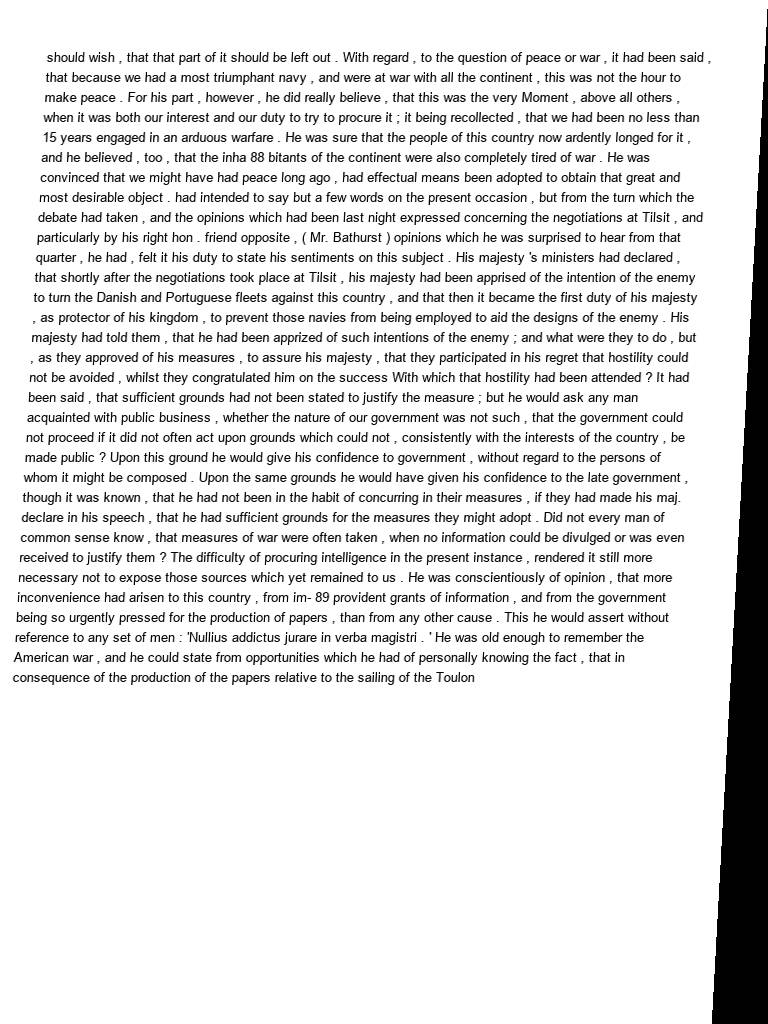 should wish , that that part of it should be left out . With regard , to the question of peace or war , it had been said ,
that because we had a most triumphant navy , and were at war with all the continent , this was not the hour to
make peace . For his part , however , he did really believe , that this was the very Moment , above all others ,
when it was both our interest and our duty to try to procure it ; it being recollected , that we had been no less than
15 years engaged in an arduous warfare . He was sure that the people of this country now ardently longed for it ,
and he believed , too , that the inha 88 bitants of the continent were also completely tired of war . He was
convinced that we might have had peace long ago , had effectual means been adopted to obtain that great and
most desirable object . had intended to say but a few words on the present occasion , but from the turn which the
debate had taken , and the opinions which had been last night expressed concerning the negotiations at Tilsit , and
particularly by his right hon . friend opposite , ( Mr. Bathurst ) opinions which he was surprised to hear from that
quarter , he had , felt it his duty to state his sentiments on this subject . His majesty 's ministers had declared ,
that shortly after the negotiations took place at Tilsit , his majesty had been apprised of the intention of the enemy
to turn the Danish and Portuguese fleets against this country , and that then it became the first duty of his majesty
, as protector of his kingdom , to prevent those navies from being employed to aid the designs of the enemy . His
majesty had told them , that he had been apprized of such intentions of the enemy ; and what were they to do , but
, as they approved of his measures , to assure his majesty , that they participated in his regret that hostility could
not be avoided , whilst they congratulated him on the success With which that hostility had been attended ? It had
been said , that sufficient grounds had not been stated to justify the measure ; but he would ask any man
acquainted with public business , whether the nature of our government was not such , that the government could
not proceed if it did not often act upon grounds which could not , consistently with the interests of the country , be
made public ? Upon this ground he would give his confidence to government , without regard to the persons of
whom it might be composed . Upon the same grounds he would have given his confidence to the late government ,
though it was known , that he had not been in the habit of concurring in their measures , if they had made his maj.
declare in his speech , that he had sufficient grounds for the measures they might adopt . Did not every man of
common sense know , that measures of war were often taken , when no information could be divulged or was even
received to justify them ? The difficulty of procuring intelligence in the present instance , rendered it still more
necessary not to expose those sources which yet remained to us . He was conscientiously of opinion , that more
inconvenience had arisen to this country , from im- 89 provident grants of information , and from the government
being so urgently pressed for the production of papers , than from any other cause . This he would assert without
reference to any set of men : 'Nullius addictus jurare in verba magistri . ' He was old enough to remember the
American war , and he could state from opportunities which he had of personally knowing the fact , that in
consequence of the production of the papers relative to the sailing of the Toulon